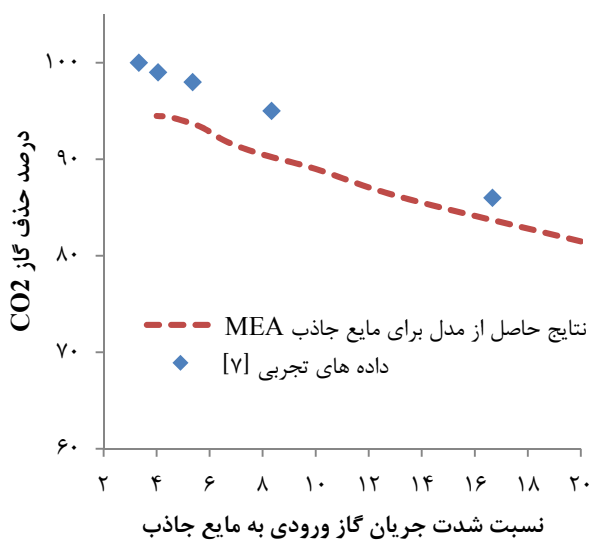 ۱۰۰
۹۰
۸۰
۷۰
۶۰
درصد حذف گاز CO2
نتایج حاصل از مدل برای مایع جاذب MEA
داده های تجربی [۷]
۲ ۴ ۶ ۸ ۱۰ ۱۲ ۱۴ ۱۶ ۱۸ ۲۰
نسبت شدت جریان گاز ورودی به مایع جاذب